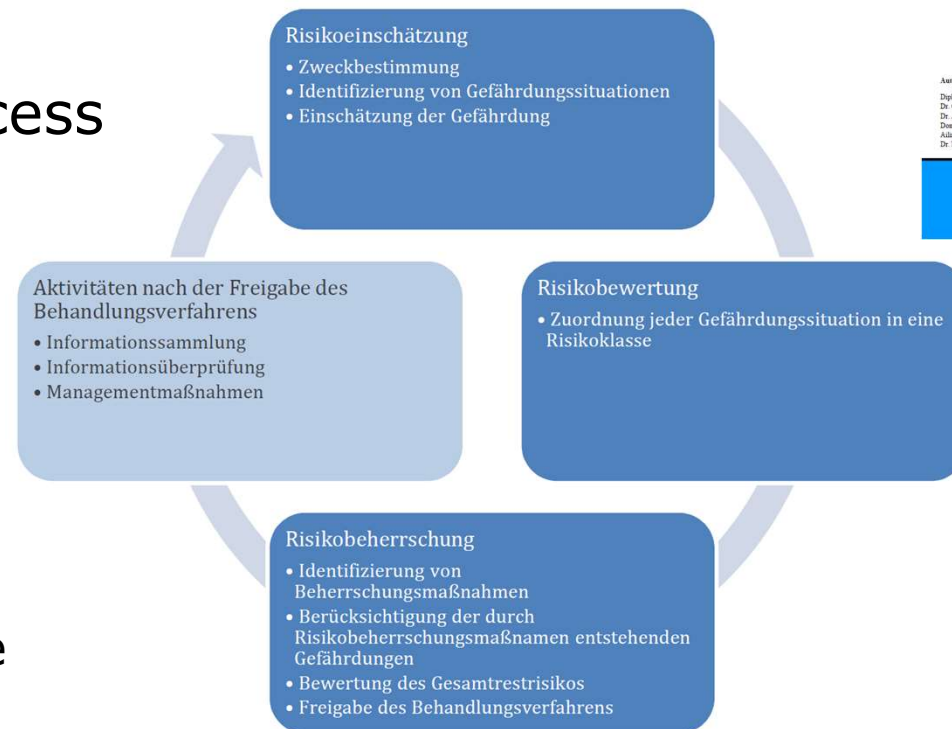 cess
Risikoeinschätzung
• Zweckbestimmung
• Identifizierung von Gefährdungssituationen
• Einschätzung der Gefährdung
Aktivitäten nach der Freigabe des
Behandlungsverfahrens
• Informationssammlung
• Informationsüberprüfung
• Managementmaßnahmen
Risikobewertung
• Zuordnung jeder Gefährdungssituation in eine
Risikoklasse
Risikobeherrschung
• Identifizierung von
Beherrschungsmaßnahmen
• Berücksichtigung der durch
Risikobeherrschungsmaßnamen entstehenden
Gefährdungen
• Bewertung des Gesamtrestrisikos
• Freigabe des Behandlungsverfahrens
e